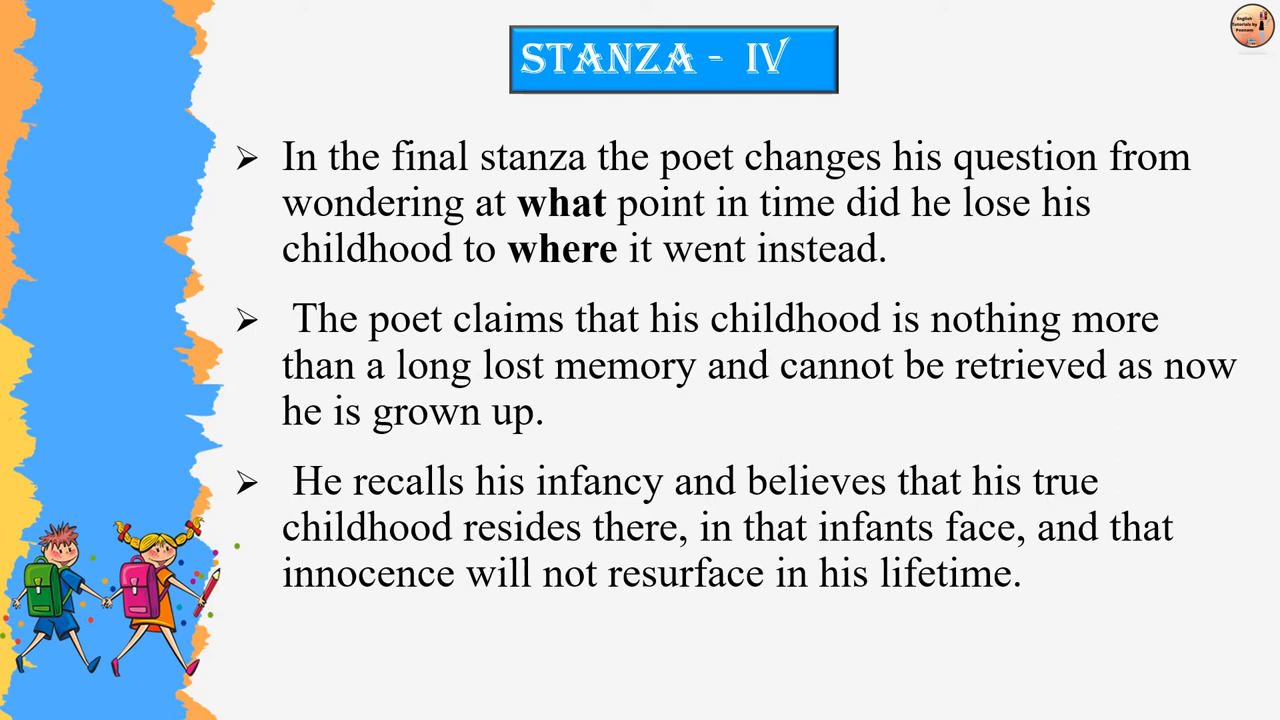 STANZA - IV
English
Tutorials by
Poonam
In the final stanza the poet changes his question from
wondering at what point in time did he lose his
childhood to where it went instead.
The poet claims that his childhood is nothing more
than a long lost memory and cannot be retrieved as now
he is grown up.
He recalls his infancy and believes that his true
childhood resides there, in that infants face, and that
innocence will not resurface in his lifetime.